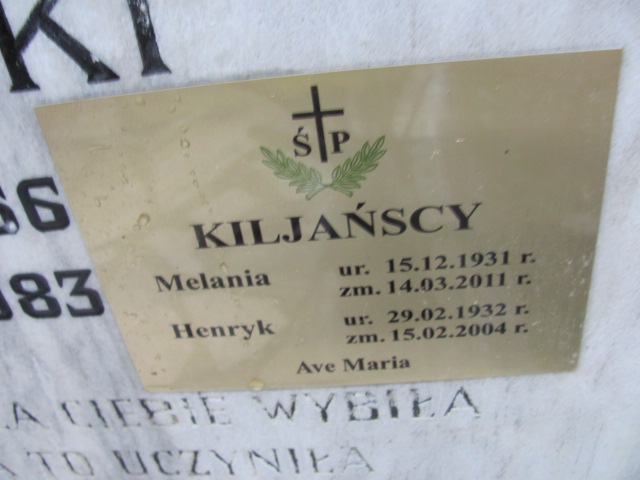 KI
Ś P
KILJAŃSCY
Melania ur. 15.12.1931 r.
zm. 14.03.2011 r.
Henryk ur. 29.02.1932 r.
zm. 15.02.2004 r.
Ave Maria
66
983
CIEBIE WYBIŁA
TO UCZYNIŁA